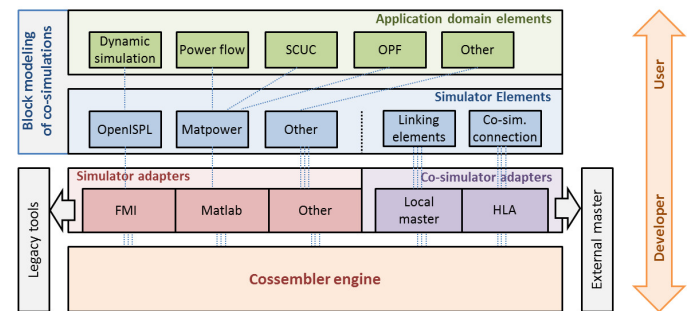 Application domain elements
Block modeling
of co-simulations
Dynamic
simulation
Power flow
SCUC
OPF
Other
User
Simulator Elements
OpenISPL
Matpower
Other
Linking
elements
Co-sim.
connection
Simulator adapters
Co-simulator adapters
Legacy tools
FMI
Matlab
Other
Local
master
HLA
External master
Developer
Cossembler engine